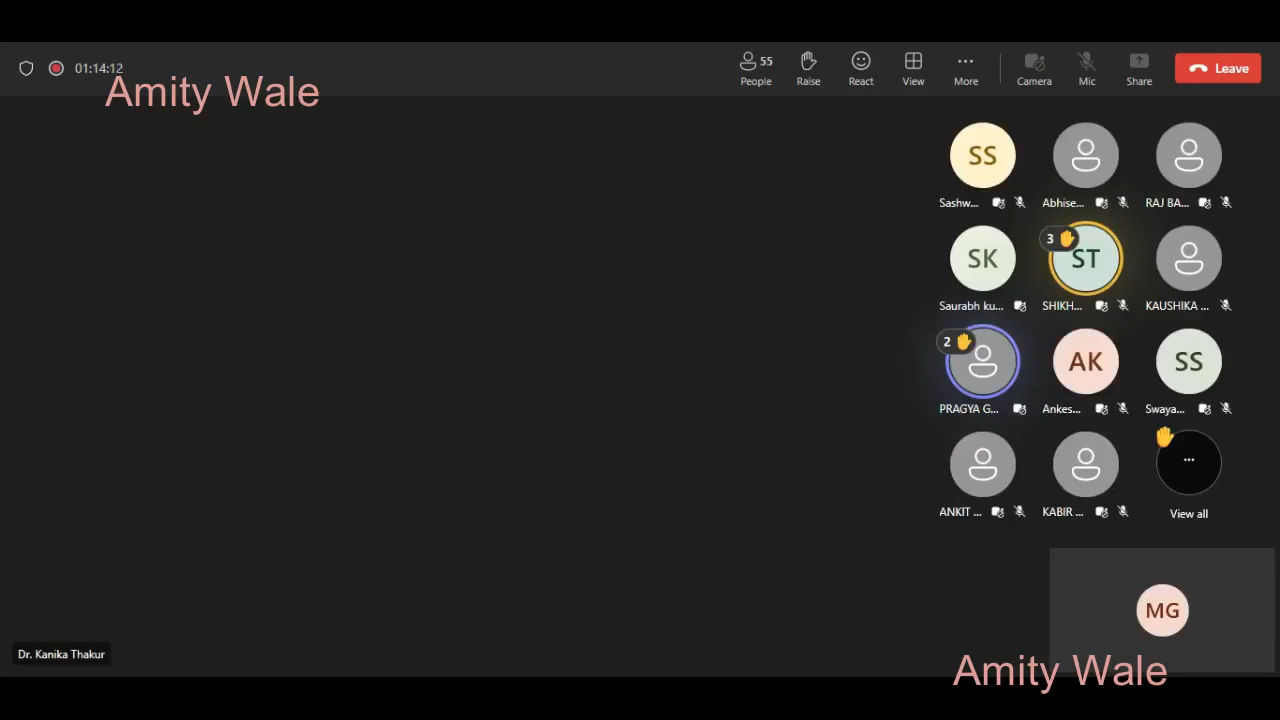 01:14:12
55
People
Raise
React
View
More
Camera
Mic
Share
Leave
Amity Wale
SS
Sashw...
Abhise...
RAJ BA...
SK
3
ST
Saurabh ku...
SHIKH...
KAUSHIKA ...
2
AK
SS
PRAGYA G...
Ankes...
Swaya...
ANKIT ...
KABIR ...
...
View all
MG
Dr. Kanika Thakur
Amity Wale